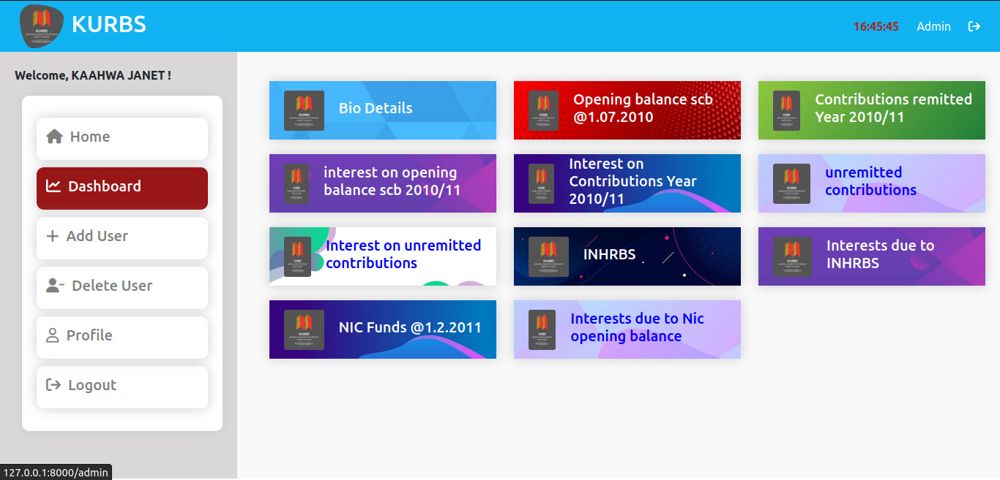 KURBS
16:45:45 Admin
Welcome, KAAHWA JANET !
Home
Dashboard
Add User
Delete User
Profile
Logout
Bio Details
Opening balance scb
@1.07.2010
Contributions remitted
Year 2010/11
interest on opening
balance scb 2010/11
Interest on
Contributions Year
2010/11
unremitted
contributions
Interest on unremitted
contributions
INHRBS
Interests due to
INHRBS
NIC Funds @1.2.2011
Interests due to Nic
opening balance
127.0.0.1:8000/admin